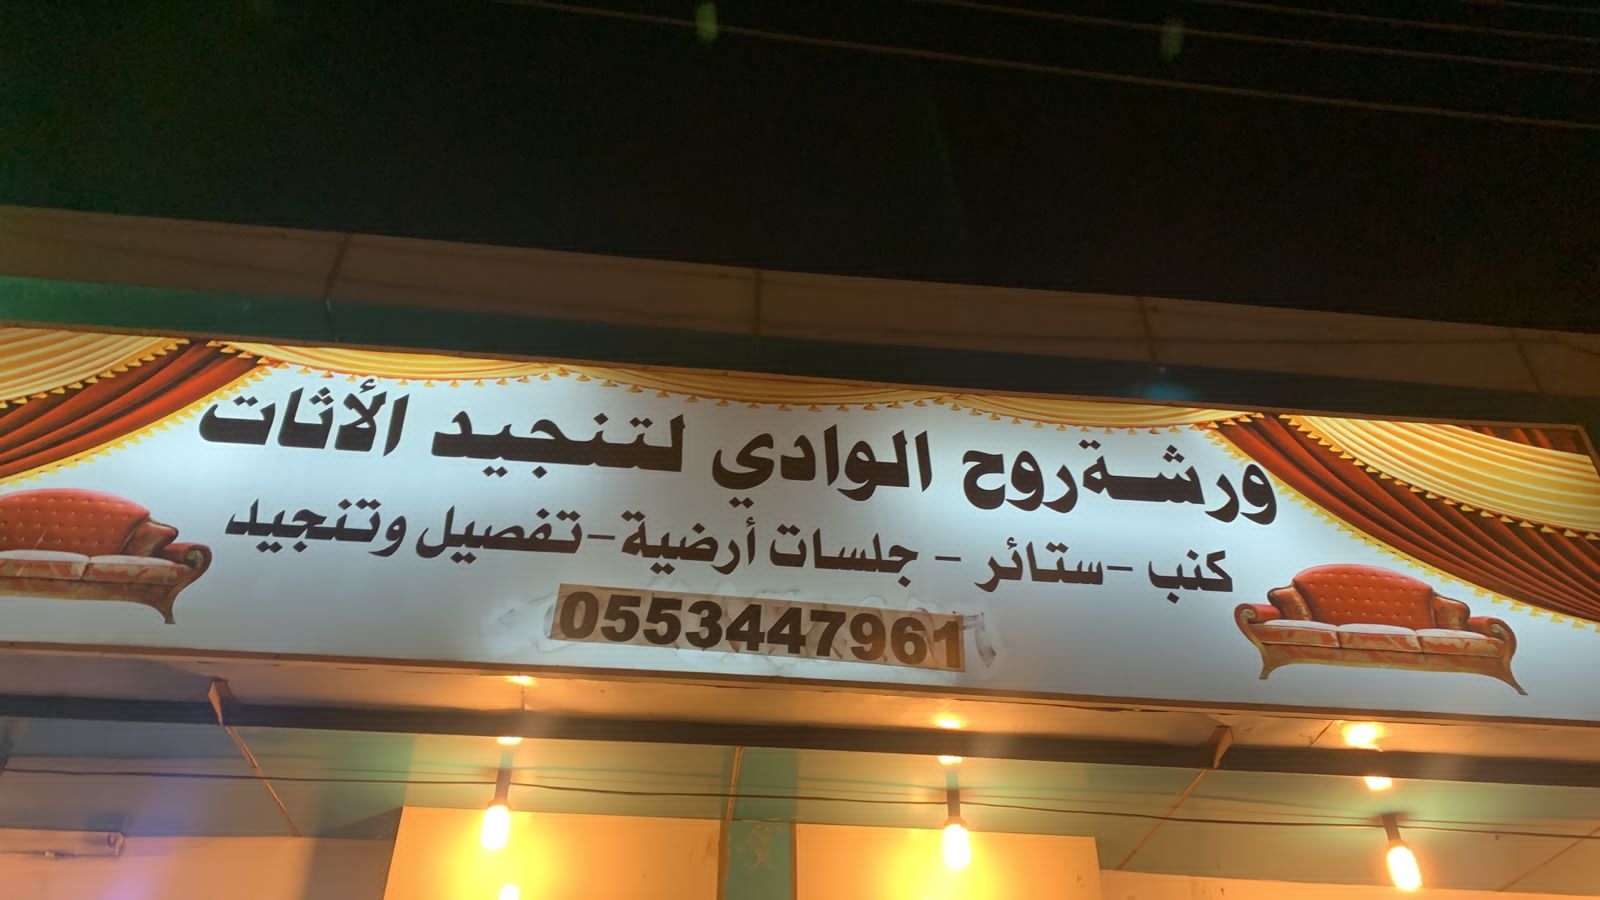 ورشة روح الوادي لتنجيد الأثاث
كنب - ستائر - جلسات أرضية - تفصيل وتنجيد
0553447961